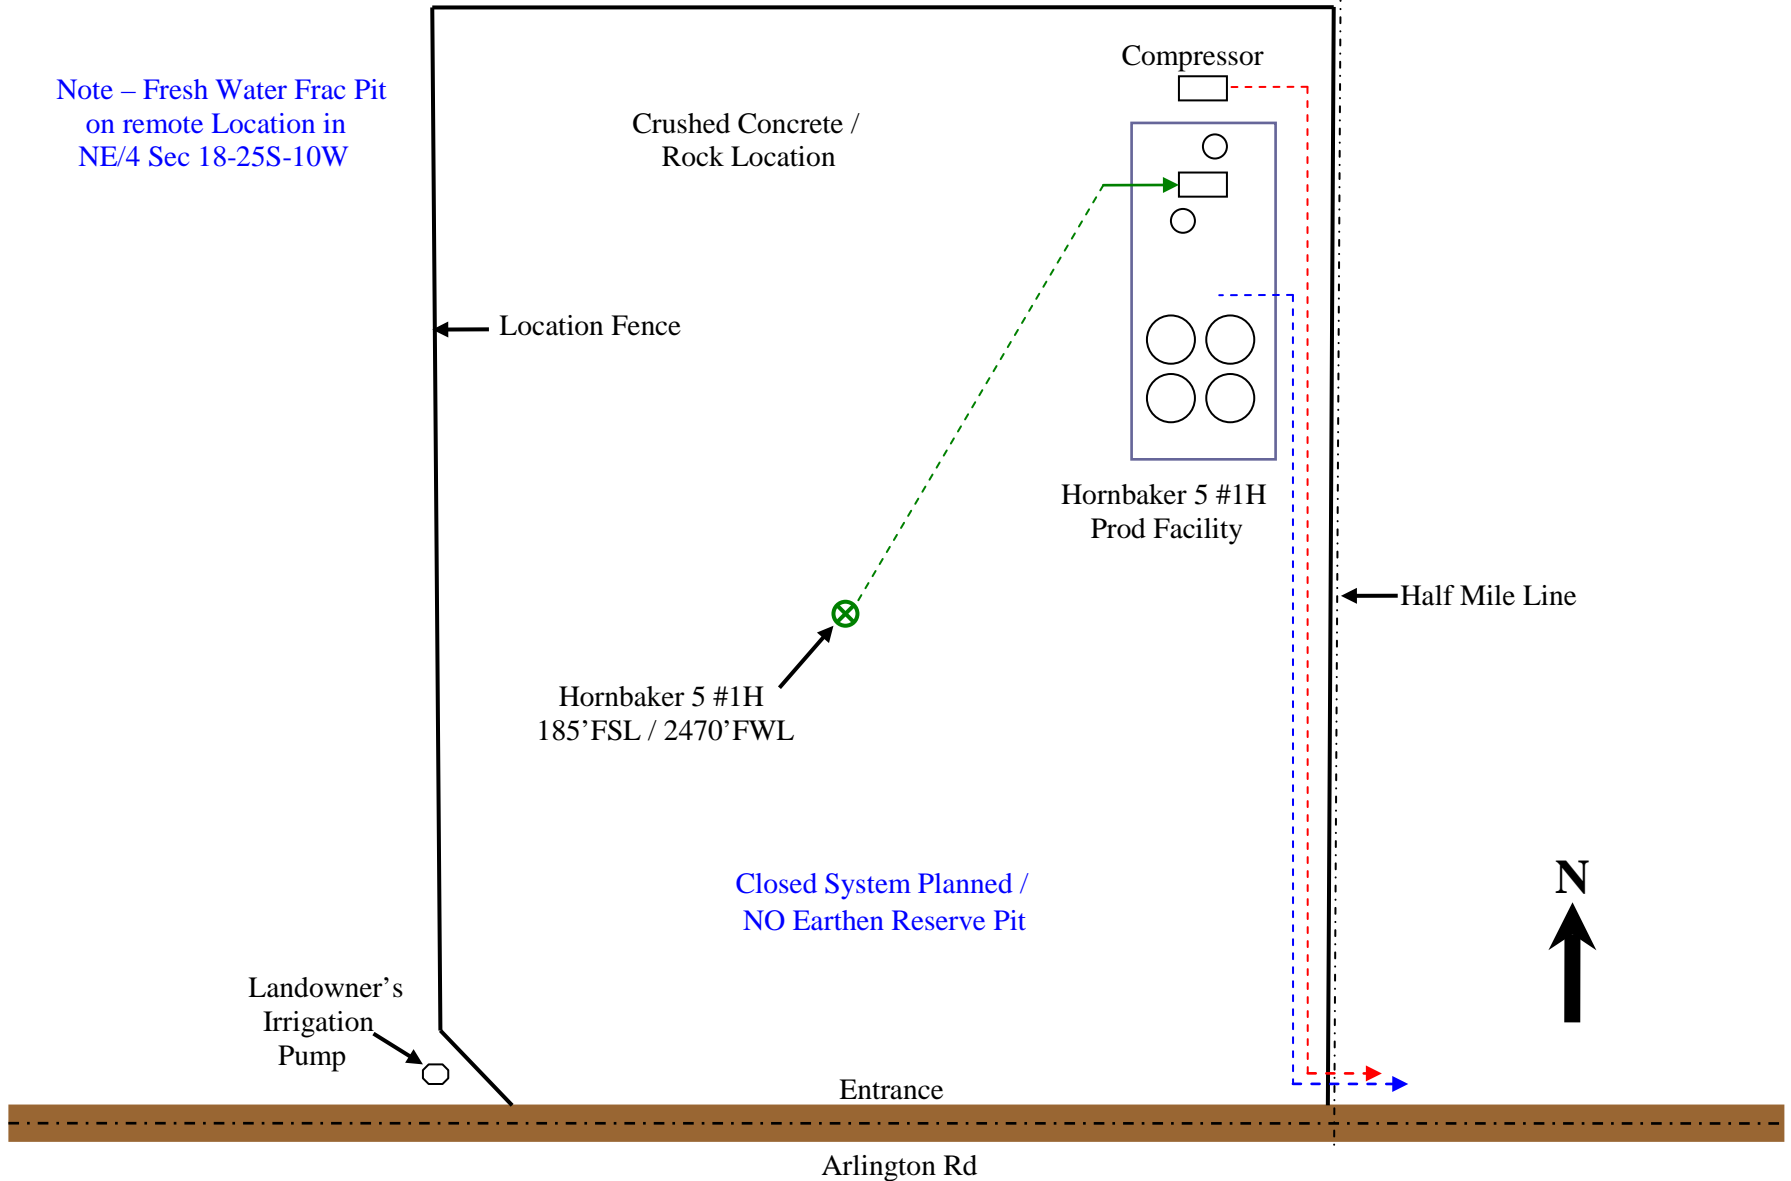 Compressor
Note – Fresh Water Frac Pit
on remote Location in
NE/4 Sec 18-25S-10W
Crushed Concrete /
Rock Location
Location Fence
Hornbaker 5 #1H
Prod Facility
Half Mile Line
Hornbaker 5 #1H
185’FSL / 2470’FWL
Closed System Planned /
NO Earthen Reserve Pit
N
Landowner’s
Irrigation
Pump
Entrance
Arlington Rd